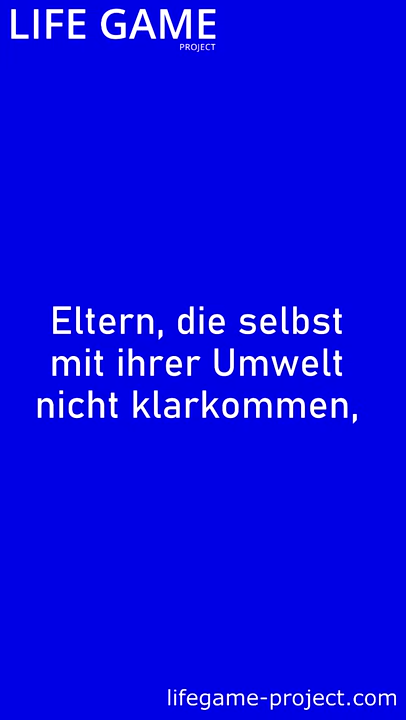 LIFE GAME
PROJECT
Eltern, die selbst
mit ihrer Umwelt
nicht klarkommen,
lifegame-project.com